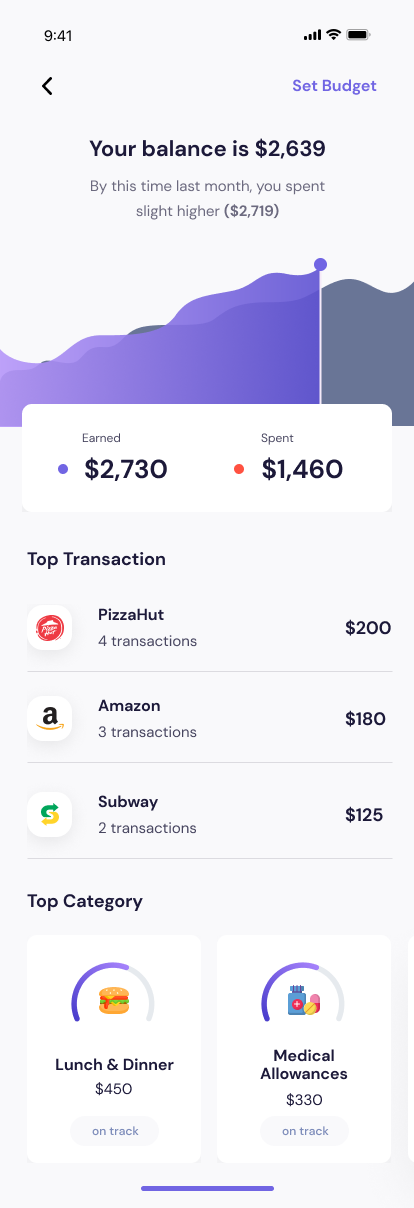 9:41
Set Budget
Your balance is $2,639
By this time last month, you spent
slight higher ($2,719)
Earned
$2,730
Spent
$1,460
Top Transaction
Pizza Hut
PizzaHut
4 transactions
$200
a
Amazon
3 transactions
$180
Subway
2 transactions
$125
Top Category
Lunch & Dinner
$450
on track
Medical
Allowances
$330
on track